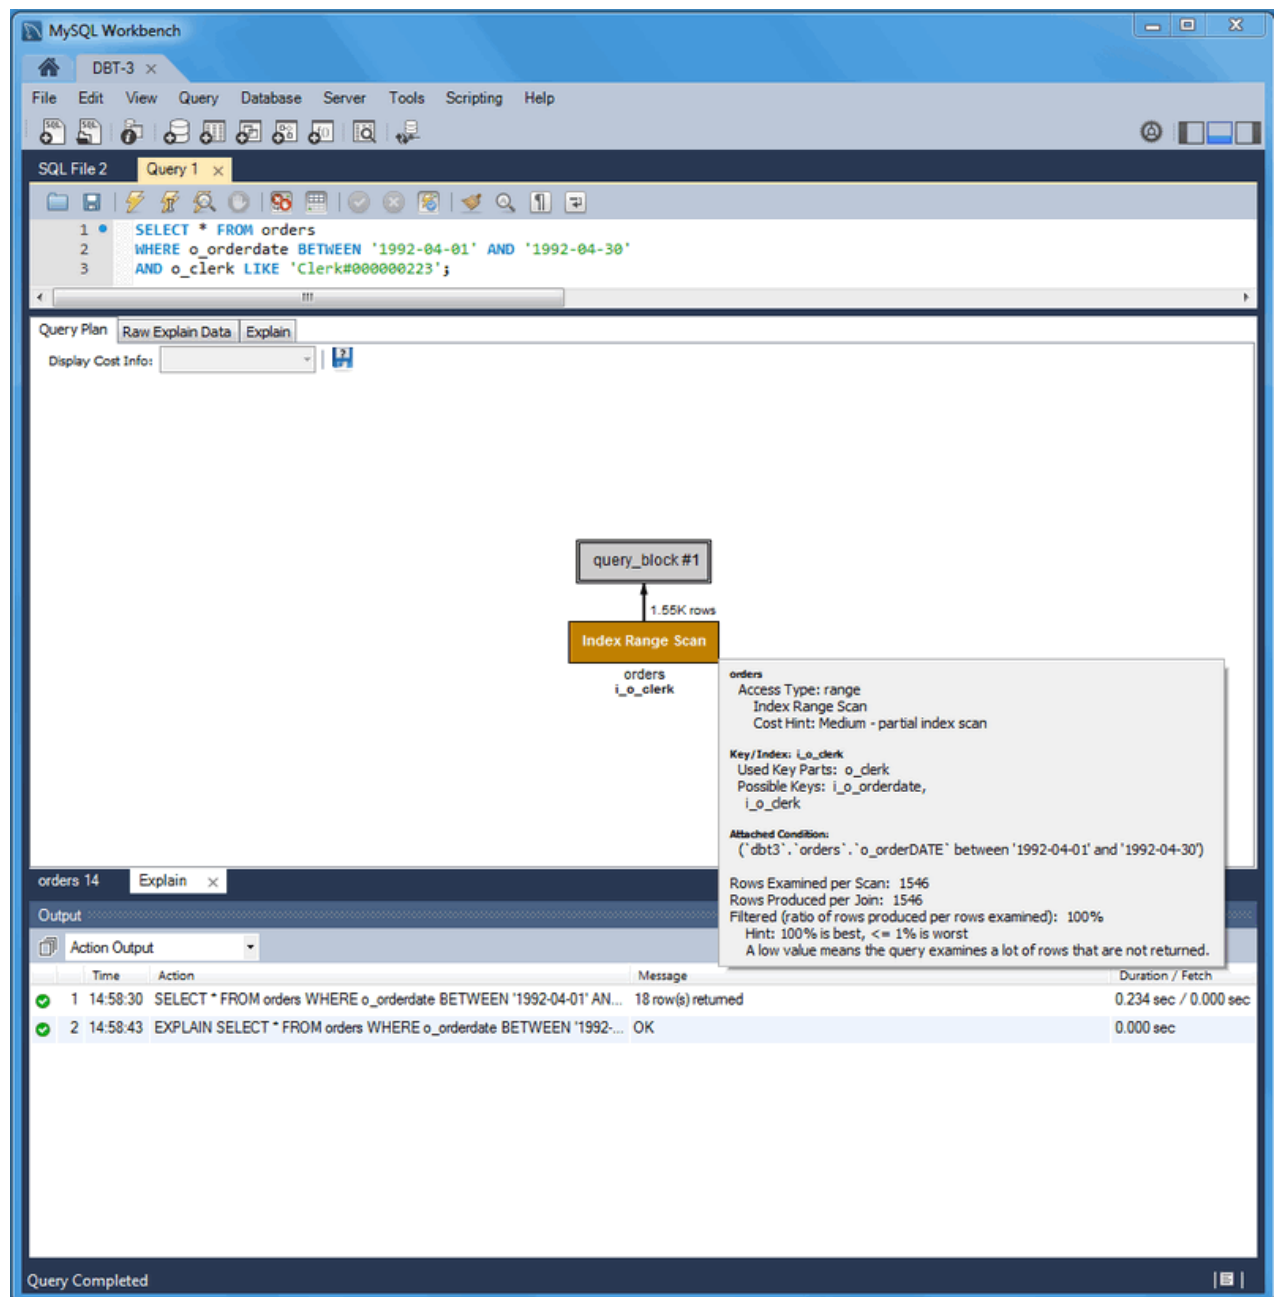 MySQL Workbench
DBT-3
File Edit View Query Database Server Tools Scripting Help
SQL File 2 Query 1
1 SELECT * FROM orders
2 WHERE o_orderdate BETWEEN '1992-04-01' AND '1992-04-30'
3 AND o_clerk LIKE 'Clerk#000000223';
Query Plan Raw Explain Data Explain
Display Cost Info:
query_block #1
1.55K rows
Index Range Scan
orders
i_o_clerk
orders
Access Type: range
Index Range Scan
Cost Hint: Medium - partial index scan
Key/Index: i_o_clerk
Used Key Parts: o_clerk
Possible Keys: i_o_orderdate,
i_o_clerk
Attached Condition:
(`dbt3`.`orders`.`o_orderDATE` between '1992-04-01' and '1992-04-30')
Rows Examined per Scan: 1546
Rows Produced per Join: 1546
Filtered (ratio of rows produced per rows examined): 100%
Hint: 100% is best, <= 1% is worst
A low value means the query examines a lot of rows that are not returned.
orders 14 Explain
Output
Action Output
Time Action Message Duration / Fetch
1 14:58:30 SELECT * FROM orders WHERE o_orderdate BETWEEN '1992-04-01' AN... 18 row(s) returned 0.234 sec / 0.000 sec
2 14:58:43 EXPLAIN SELECT * FROM orders WHERE o_orderdate BETWEEN '1992-... OK 0.000 sec
Query Completed